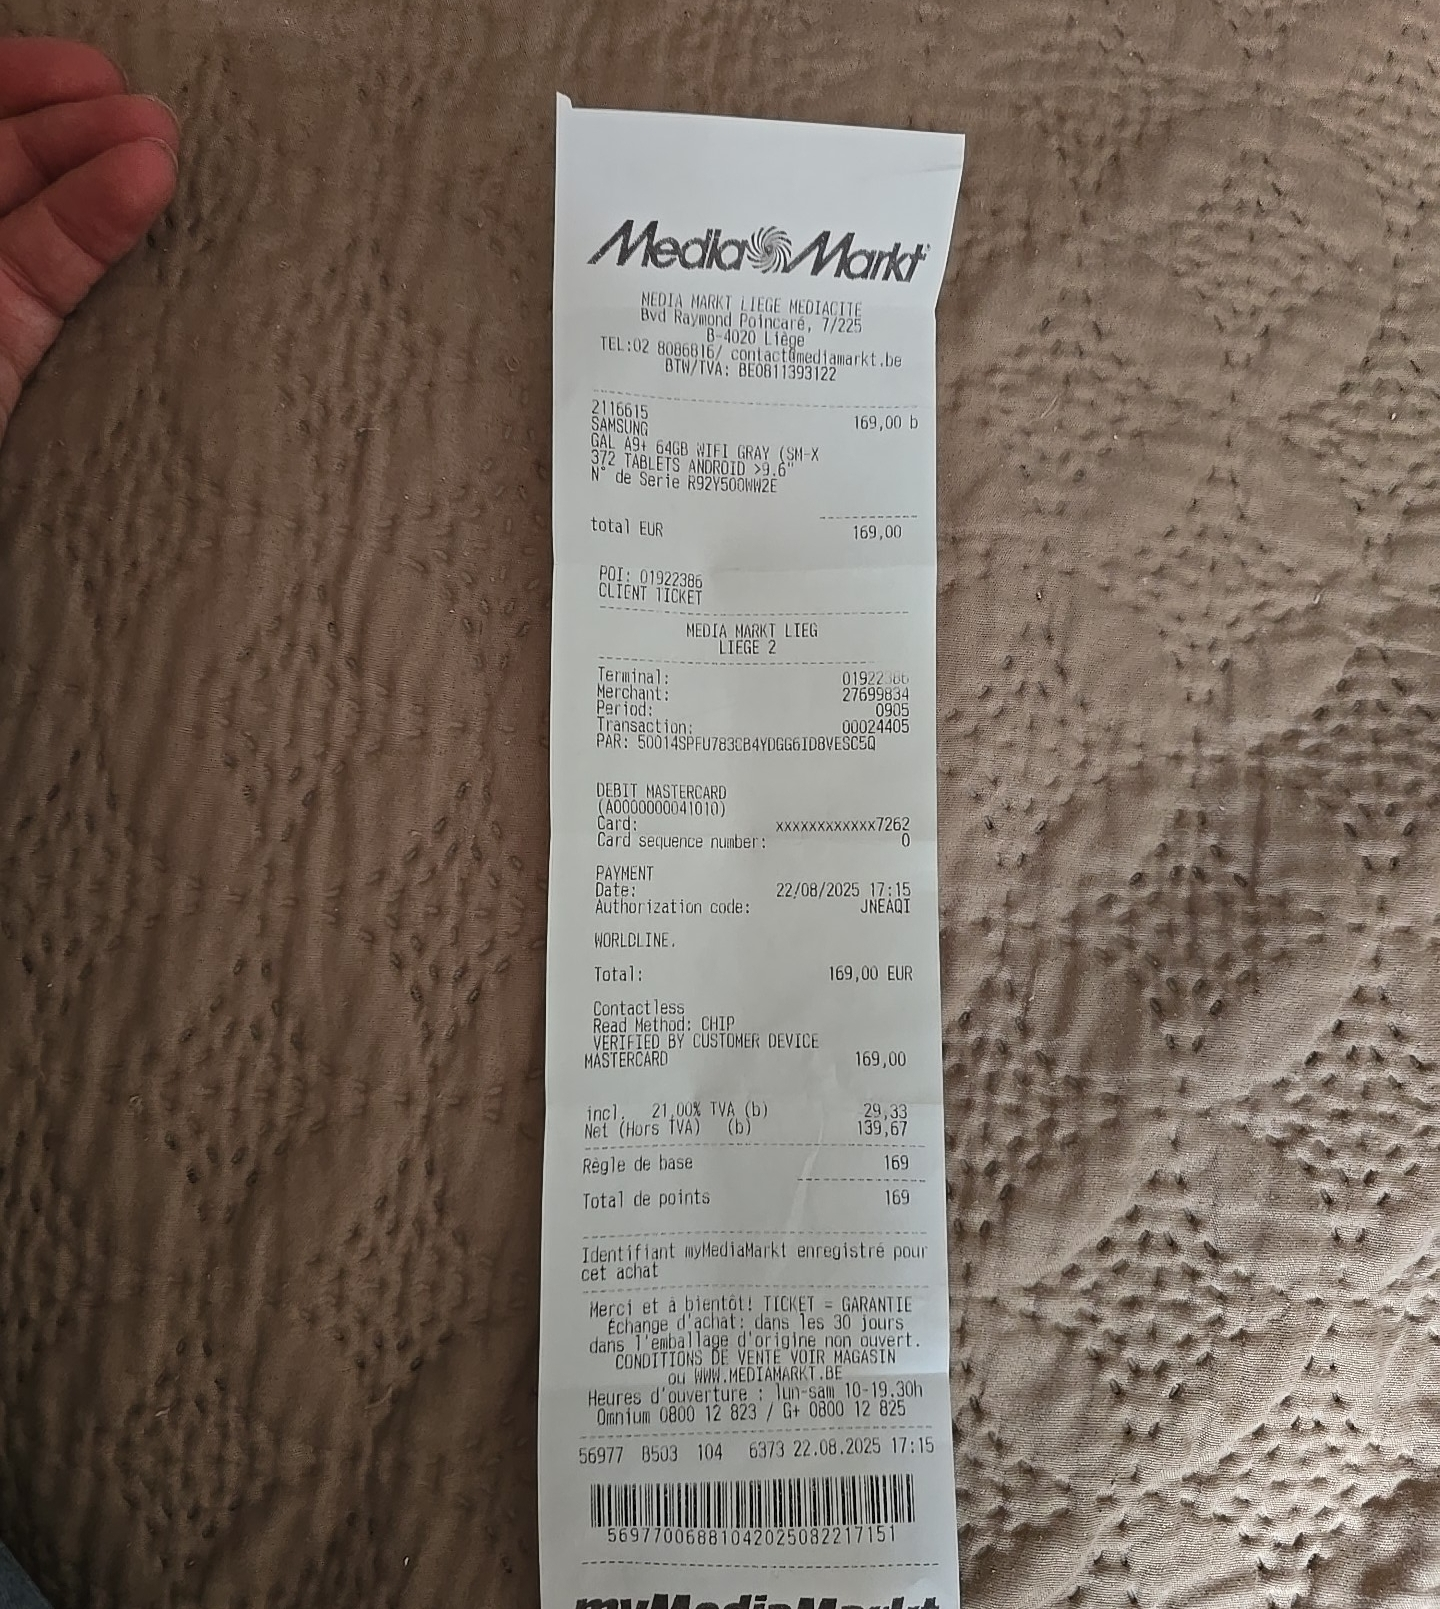 Media Markt
MEDIA MARKT LIEGE MEDIACITE
Bvd Raymond Poincaré, 7/225
B-4020 Liège
TEL:02 8086816/ contact@mediamarkt.be
BTW/TVA: BE0811393122
2116615 169,00 b
SAMSUNG
GAL A9+ 64GB WIFI GRAY (SM-X
372 TABLETS ANDROID >9.6"
N° de Serie R92Y500WW2E
total EUR 169,00
POI: 01922386
CLIENT TICKET
MEDIA MARKT LIEG
LIEGE 2
Terminal: 01922386
Merchant: 27699834
Period: 0905
Transaction: 00024405
PAR: 50014SPFU783CB4YDGG6ID8VESC5Q
DEBIT MASTERCARD
(A0000000041010)
Card: xxxxxxxxxxxx7262
Card sequence number: 0
PAYMENT
Date: 22/08/2025 17:15
Authorization code: JNEAQI
WORLDLINE.
Total: 169,00 EUR
Contactless
Read Method: CHIP
VERIFIED BY CUSTOMER DEVICE
MASTERCARD 169,00
incl. 21,00% TVA (b) 29,33
Net (Hors TVA) (b) 139,67
Règle de base 169
Total de points 169
Identifiant myMediaMarkt enregistré pour
cet achat
Merci et à bientôt! TICKET = GARANTIE
Échange d'achat: dans les 30 jours
dans l'emballage d'origine non ouvert.
CONDITIONS DE VENTE VOIR MAGASIN
ou WWW.MEDIAMARKT.BE
Heures d'ouverture : lun-sam 10-19.30h
Omnium 0800 12 823 / G+ 0800 12 825
56977 B503 104 6373 22.08.2025 17:15
56977006881042025082217151
myMediaMarkt